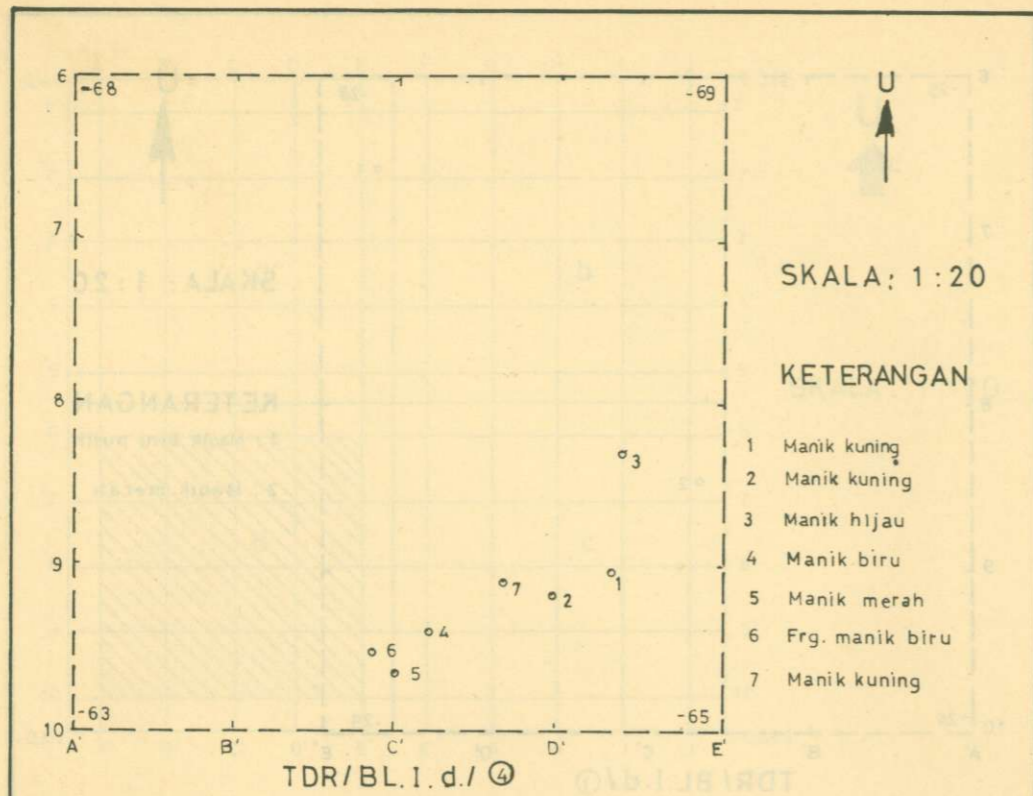 6
-68
-69
U
7
SKALA: 1:20
KETERANGAN
8
1 Manik kuning
3
2 Manik kuning
3 Manik hijau
4 Manik biru
9
1
7
2
5 Manik merah
4
6 Frg. manik biru
6
5
7 Manik kuning
-63
-65
10
A' B' C' D' E'
TDR/BL.I.d./④